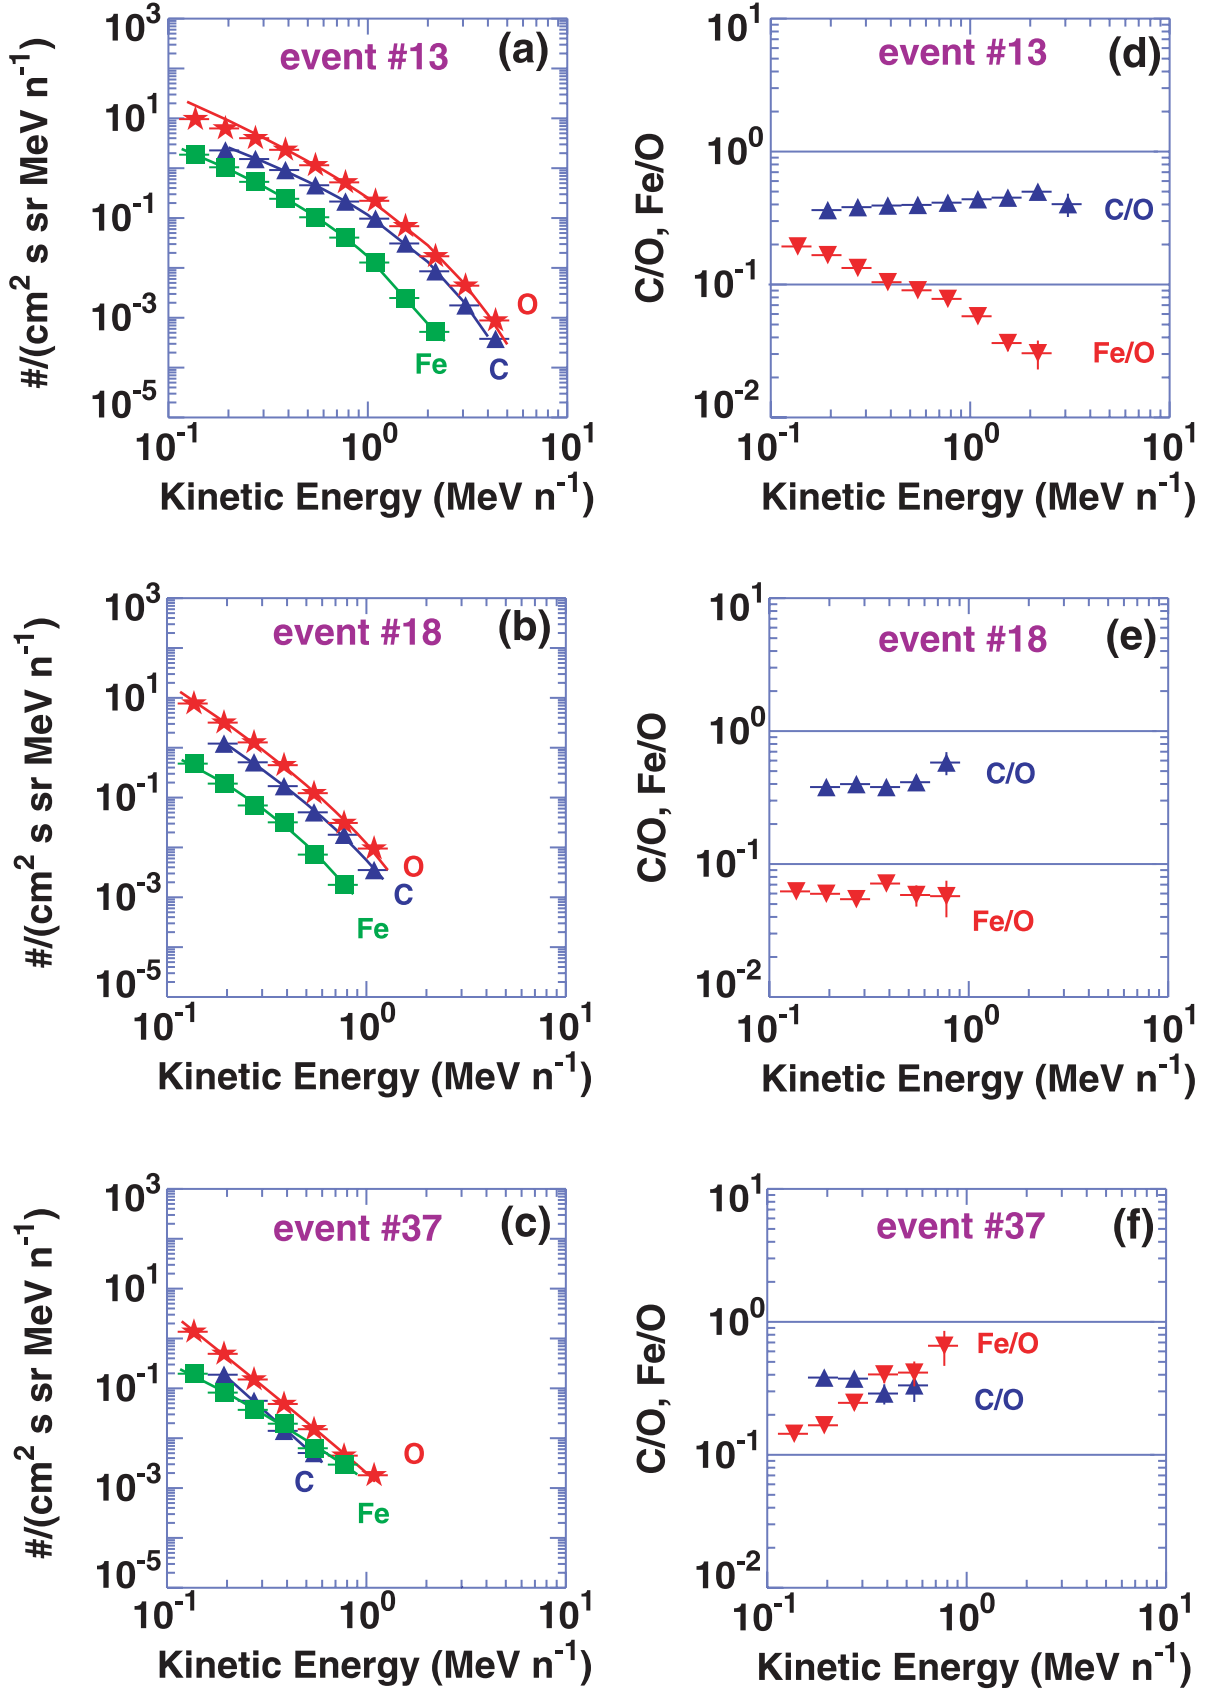 event #13
(a)
10^3
10^1
10^-1
10^-3
10^-5
#/(cm^2 s sr MeV n^-1)
O
C
Fe
10^-1
10^0
10^1
Kinetic Energy (MeV n^-1)
event #13
(d)
10^1
10^0
10^-1
10^-2
C/O, Fe/O
C/O
Fe/O
10^-1
10^0
10^1
Kinetic Energy (MeV n^-1)
event #18
(b)
10^3
10^1
10^-1
10^-3
10^-5
#/(cm^2 s sr MeV n^-1)
O
C
Fe
10^-1
10^0
10^1
Kinetic Energy (MeV n^-1)
event #18
(e)
10^1
10^0
10^-1
10^-2
C/O, Fe/O
C/O
Fe/O
10^-1
10^0
10^1
Kinetic Energy (MeV n^-1)
event #37
(c)
10^3
10^1
10^-1
10^-3
10^-5
#/(cm^2 s sr MeV n^-1)
O
C
Fe
10^-1
10^0
10^1
Kinetic Energy (MeV n^-1)
event #37
(f)
10^1
10^0
10^-1
10^-2
C/O, Fe/O
Fe/O
C/O
10^-1
10^0
10^1
Kinetic Energy (MeV n^-1)